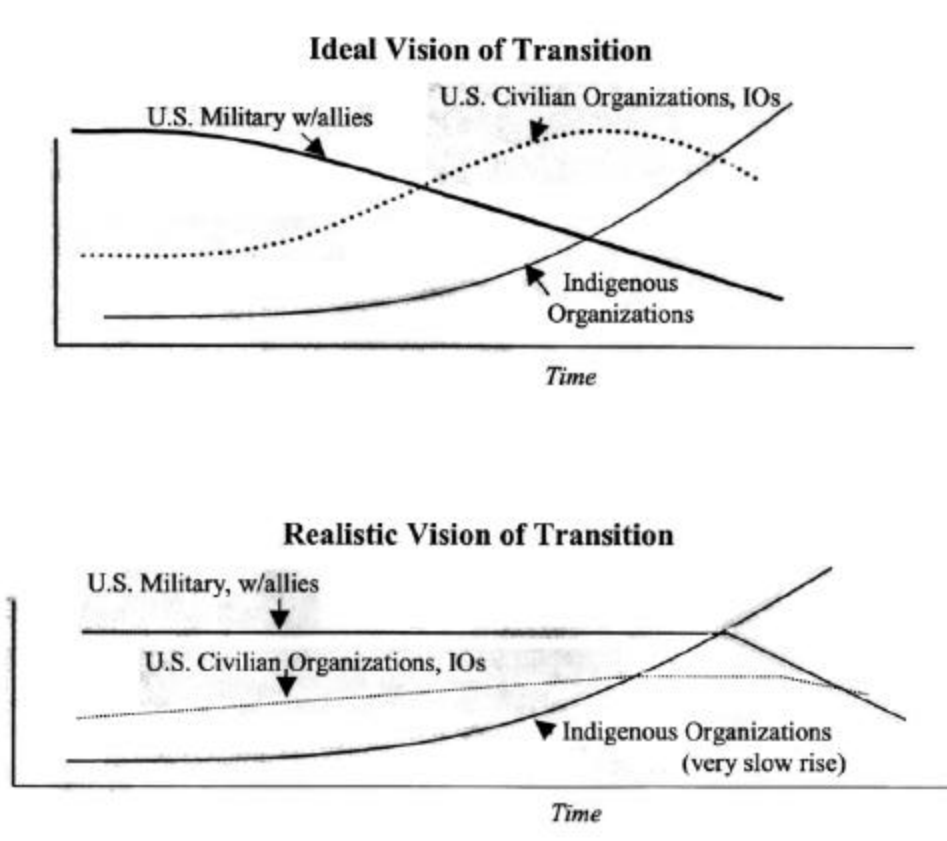 Ideal Vision of Transition
U.S. Military w/allies
U.S. Civilian Organizations, IOs
Indigenous
Organizations
Time
Realistic Vision of Transition
U.S. Military, w/allies
U.S. Civilian Organizations, IOs
Indigenous Organizations
(very slow rise)
Time